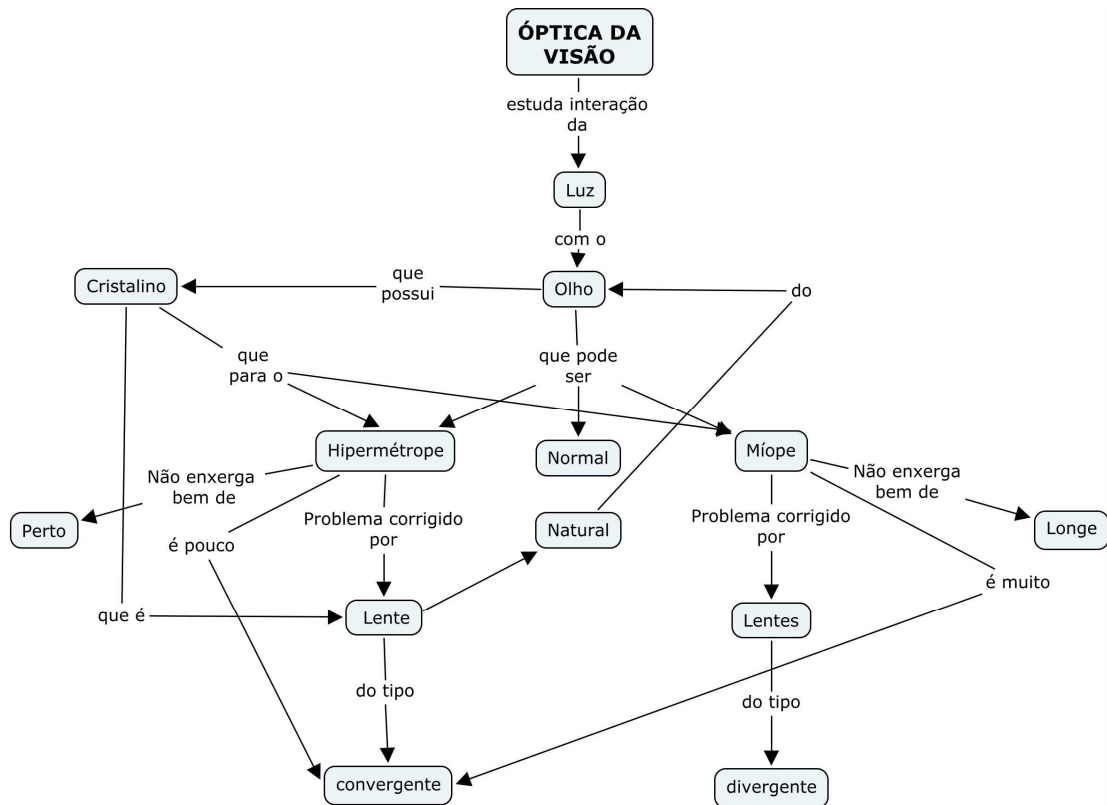 ÓPTICA DA
VISÃO
estuda interação
da
Luz
com o
Cristalino
que
possui
Olho
do
que
para o
que pode
ser
Hipermétrope
Normal
Míope
Não enxerga
bem de
Não enxerga
bem de
Perto
é pouco
Problema corrigido
por
Natural
Problema corrigido
por
Longe
que é
Lente
Lentes
é muito
do tipo
do tipo
convergente
divergente